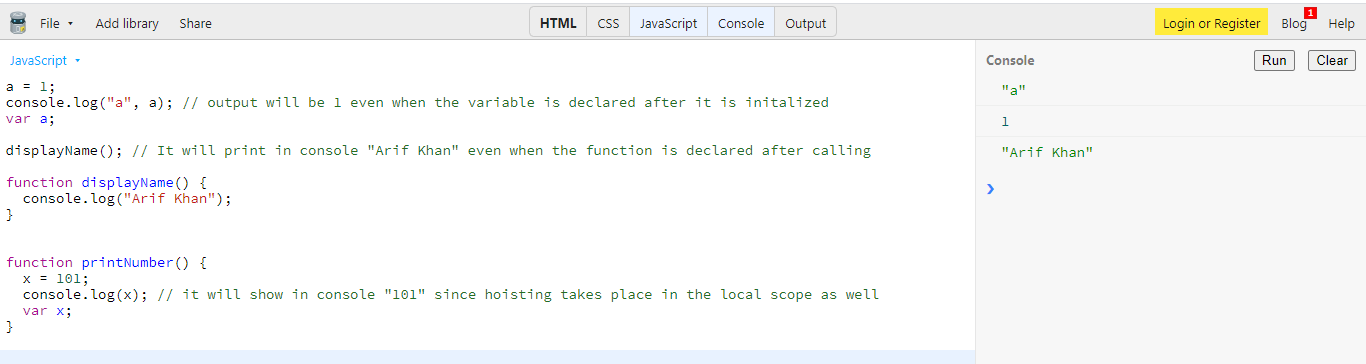 File
Add library
Share
HTML
CSS
JavaScript
Console
Output
Login or Register
Blog
1
Help
JavaScript
a = 1;
console.log("a", a); // output will be 1 even when the variable is declared after it is initalized
var a;
displayName(); // It will print in console "Arif Khan" even when the function is declared after calling
function displayName() {
  console.log("Arif Khan");
}
function printNumber() {
  x = 101;
  console.log(x); // it will show in console "101" since hoisting takes place in the local scope as well
  var x;
}
Console
Run
Clear
"a"
1
"Arif Khan"